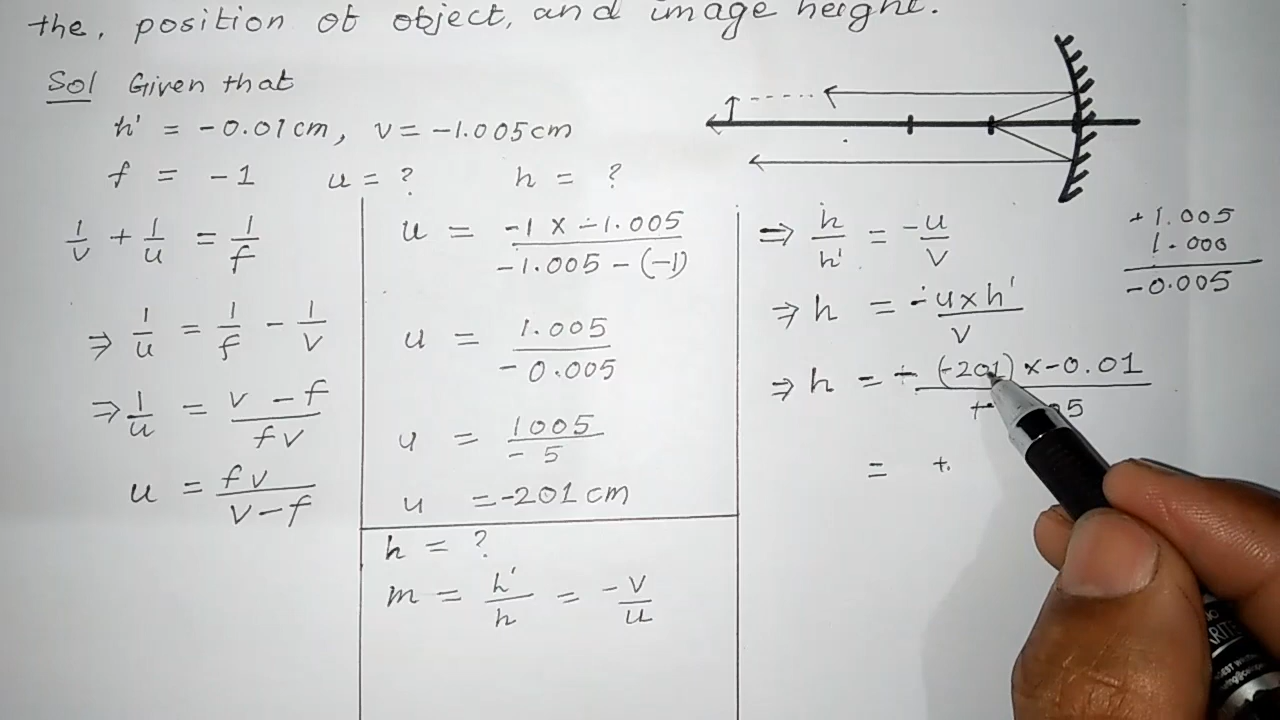 the, position of object, and image height.
Sol Given that
h' = -0.01cm, v = -1.005cm
f = -1 u = ? h = ?
1/v + 1/u = 1/f
⇒ 1/u = 1/f - 1/v
⇒ 1/u = v - f / fv
u = fv / v - f
u = -1 × -1.005 / -1.005 - (-1)
u = 1.005 / -0.005
u = 1005 / -5
u = -201 cm
h = ?
m = h'/h = -v/u
⇒ h/h' = -u/v
⇒ h = -u×h' / v
⇒ h = - (-201) × -0.01 /
= +
+1.005
1.000
-0.005